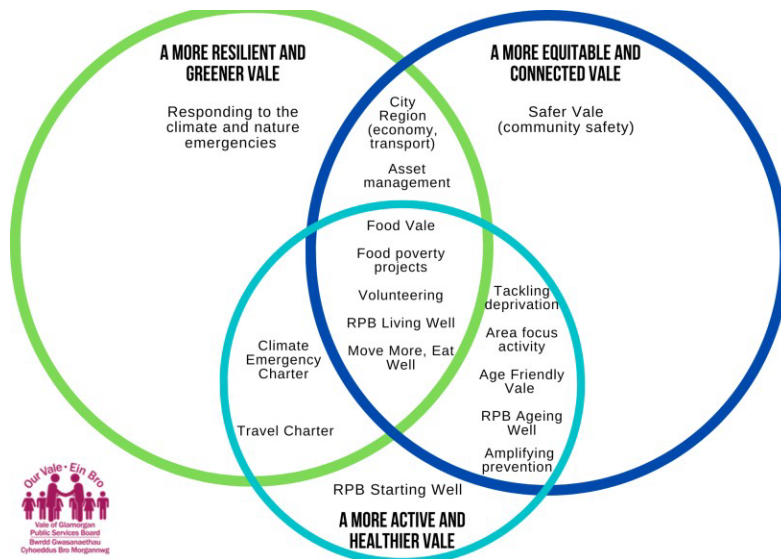 A MORE RESILIENT AND
GREENER VALE
Responding to the
climate and nature
emergencies
A MORE EQUITABLE AND
CONNECTED VALE
Safer Vale
(community safety)
City
Region
(economy,
transport)
Asset
management
Food Vale
Food poverty
projects
Volunteering
RPB Living Well
Move More, Eat
Well
Climate
Emergency
Charter
Travel Charter
Tackling
deprivation
Area focus
activity
Age Friendly
Vale
RPB Ageing
Well
Amplifying
prevention
RPB Starting Well
A MORE ACTIVE AND
HEALTHIER VALE
Our Vale • Ein Bro
Vale of Glamorgan
Public Services Board
Bwrdd Gwasanaethau
Cyhoeddus Bro Morgannwg